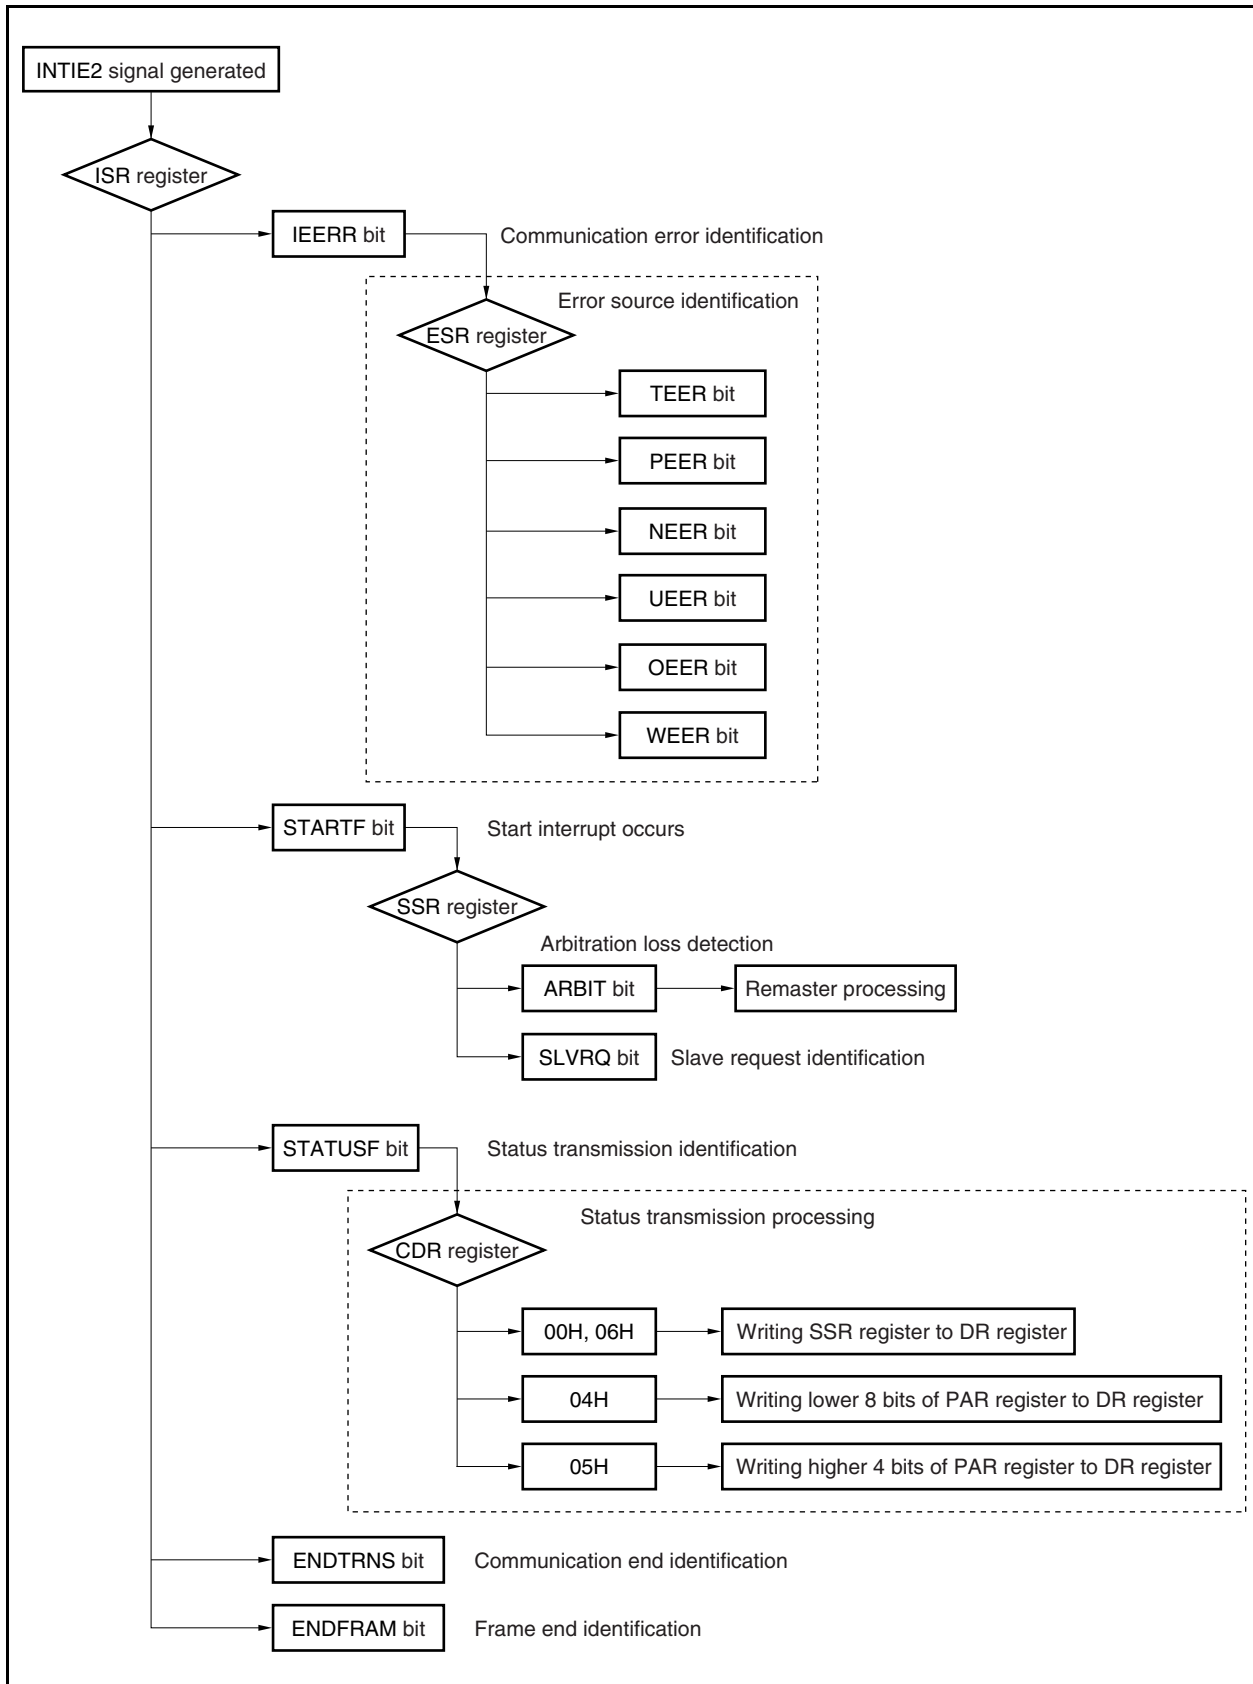 INTIE2 signal generated
ISR register
IEERR bit
Communication error identification
Error source identification
ESR register
TEER bit
PEER bit
NEER bit
UEER bit
OEER bit
WEER bit
STARTF bit
Start interrupt occurs
SSR register
Arbitration loss detection
ARBIT bit
Remaster processing
SLVRQ bit
Slave request identification
STATUSF bit
Status transmission identification
Status transmission processing
CDR register
00H, 06H
Writing SSR register to DR register
04H
Writing lower 8 bits of PAR register to DR register
05H
Writing higher 4 bits of PAR register to DR register
ENDTRNS bit
Communication end identification
ENDFRAM bit
Frame end identification